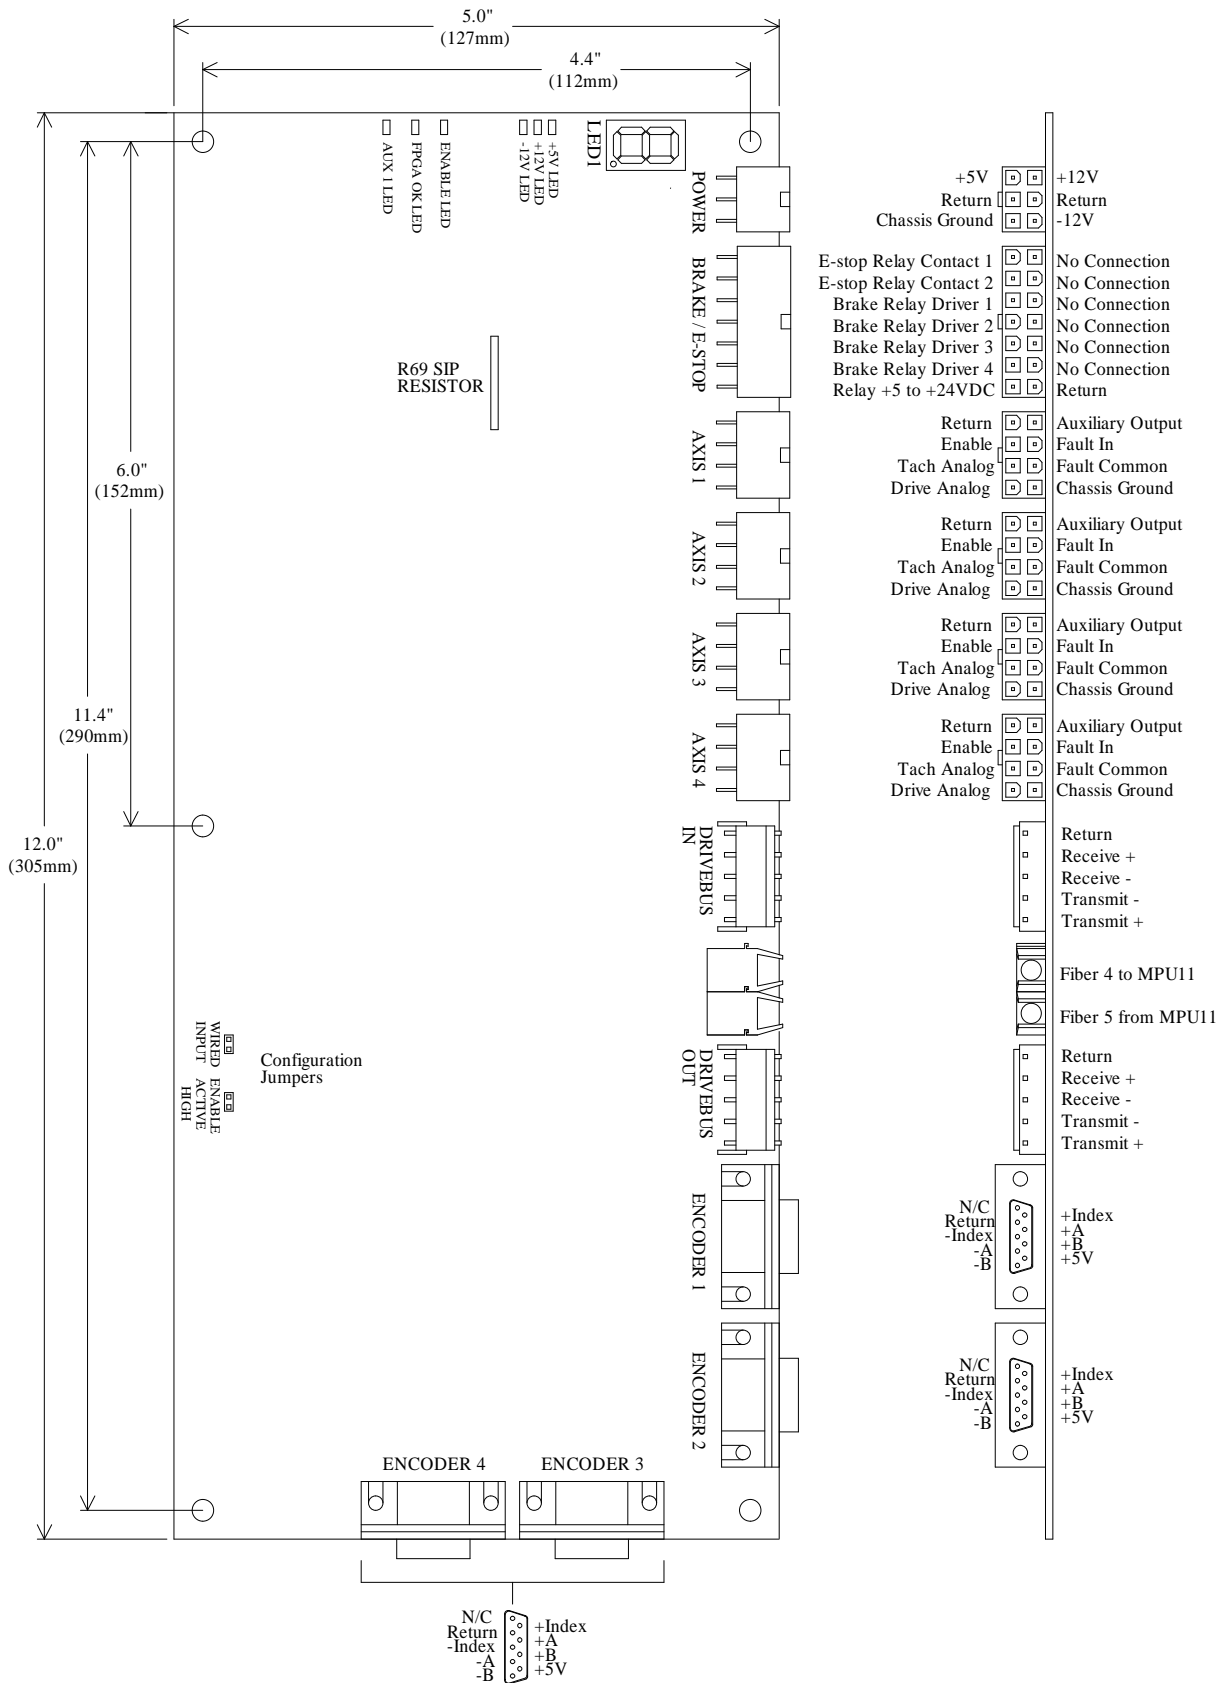 5.0"
(127mm)
4.4"
(112mm)
AUX 1 LED
FPGA OK LED
ENABLE LED
-12V LED
+12V LED
+5V LED
LED1
POWER
+5V
+12V
Return
Return
Chassis Ground
-12V
BRAKE / E-STOP
E-stop Relay Contact 1
No Connection
E-stop Relay Contact 2
No Connection
Brake Relay Driver 1
No Connection
Brake Relay Driver 2
No Connection
Brake Relay Driver 3
No Connection
Brake Relay Driver 4
No Connection
Relay +5 to +24VDC
Return
R69 SIP
RESISTOR
AXIS 1
Return
Auxiliary Output
Enable
Fault In
Tach Analog
Fault Common
Drive Analog
Chassis Ground
6.0"
(152mm)
AXIS 2
Return
Auxiliary Output
Enable
Fault In
Tach Analog
Fault Common
Drive Analog
Chassis Ground
AXIS 3
Return
Auxiliary Output
Enable
Fault In
Tach Analog
Fault Common
Drive Analog
Chassis Ground
11.4"
(290mm)
AXIS 4
Return
Auxiliary Output
Enable
Fault In
Tach Analog
Fault Common
Drive Analog
Chassis Ground
12.0"
(305mm)
DRIVEBUS
IN
Return
Receive +
Receive -
Transmit -
Transmit +
Fiber 4 to MPU11
Fiber 5 from MPU11
WIRED
INPUT
Configuration
Jumpers
ENABLE
ACTIVE
HIGH
DRIVEBUS
OUT
Return
Receive +
Receive -
Transmit -
Transmit +
ENCODER 1
N/C
Return
-Index
-A
-B
+Index
+A
+B
+5V
ENCODER 2
N/C
Return
-Index
-A
-B
+Index
+A
+B
+5V
ENCODER 4
ENCODER 3
N/C
Return
-Index
-A
-B
+Index
+A
+B
+5V